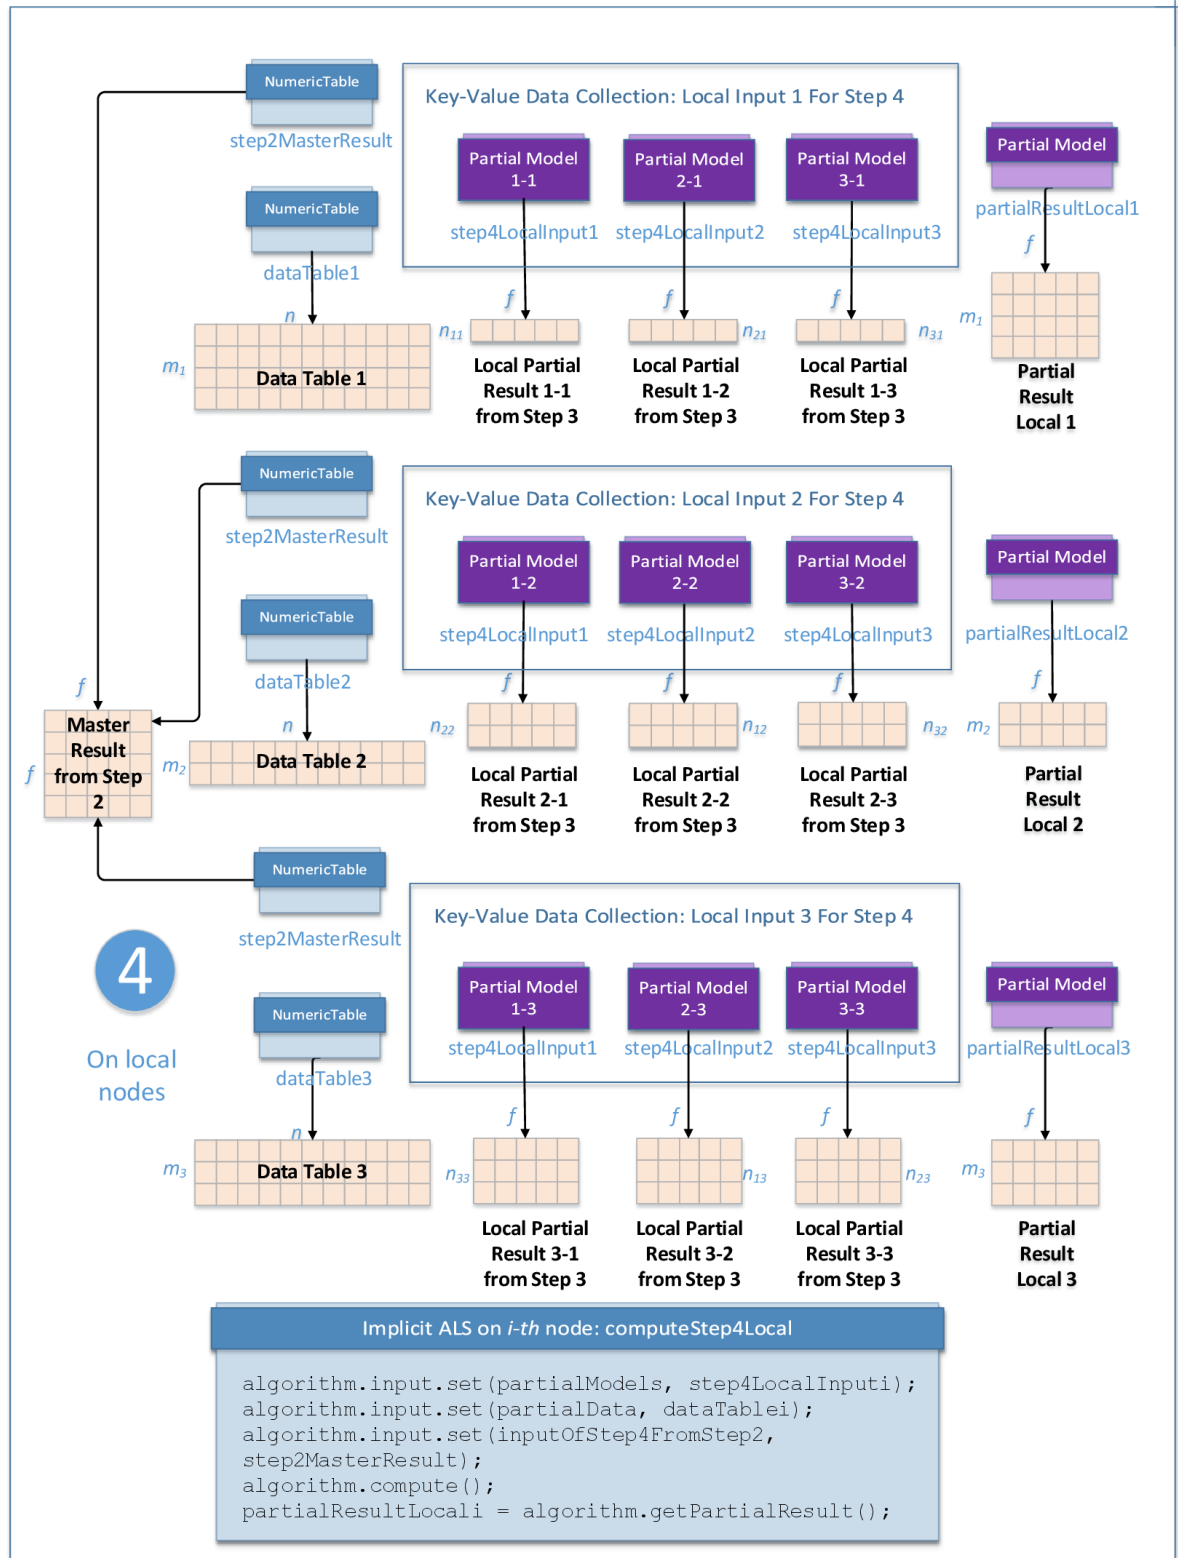 NumericTable
step2MasterResult
NumericTable
dataTable1
n
m1
Data Table 1
Key-Value Data Collection: Local Input 1 For Step 4
Partial Model
1-1
Partial Model
2-1
Partial Model
3-1
step4LocalInput1
step4LocalInput2
step4LocalInput3
f
f
f
n11
n21
n31
Local Partial
Result 1-1
from Step 3
Local Partial
Result 1-2
from Step 3
Local Partial
Result 1-3
from Step 3
Partial Model
partialResultLocal1
f
m1
Partial
Result
Local 1
NumericTable
step2MasterResult
NumericTable
dataTable2
n
m2
Data Table 2
f
f
Master
Result
from Step
2
Key-Value Data Collection: Local Input 2 For Step 4
Partial Model
1-2
Partial Model
2-2
Partial Model
3-2
step4LocalInput1
step4LocalInput2
step4LocalInput3
f
f
f
n22
n12
n32
Local Partial
Result 2-1
from Step 3
Local Partial
Result 2-2
from Step 3
Local Partial
Result 2-3
from Step 3
Partial Model
partialResultLocal2
f
m2
Partial
Result
Local 2
NumericTable
step2MasterResult
4
On local
nodes
NumericTable
dataTable3
n
m3
Data Table 3
Key-Value Data Collection: Local Input 3 For Step 4
Partial Model
1-3
Partial Model
2-3
Partial Model
3-3
step4LocalInput1
step4LocalInput2
step4LocalInput3
f
f
f
n33
n13
n23
Local Partial
Result 3-1
from Step 3
Local Partial
Result 3-2
from Step 3
Local Partial
Result 3-3
from Step 3
Partial Model
partialResultLocal3
f
m3
Partial
Result
Local 3
Implicit ALS on i-th node: computeStep4Local
algorithm.input.set(partialModels, step4LocalInputi);
algorithm.input.set(partialData, dataTablei);
algorithm.input.set(inputOfStep4FromStep2,
step2MasterResult);
algorithm.compute();
partialResultLocali = algorithm.getPartialResult();